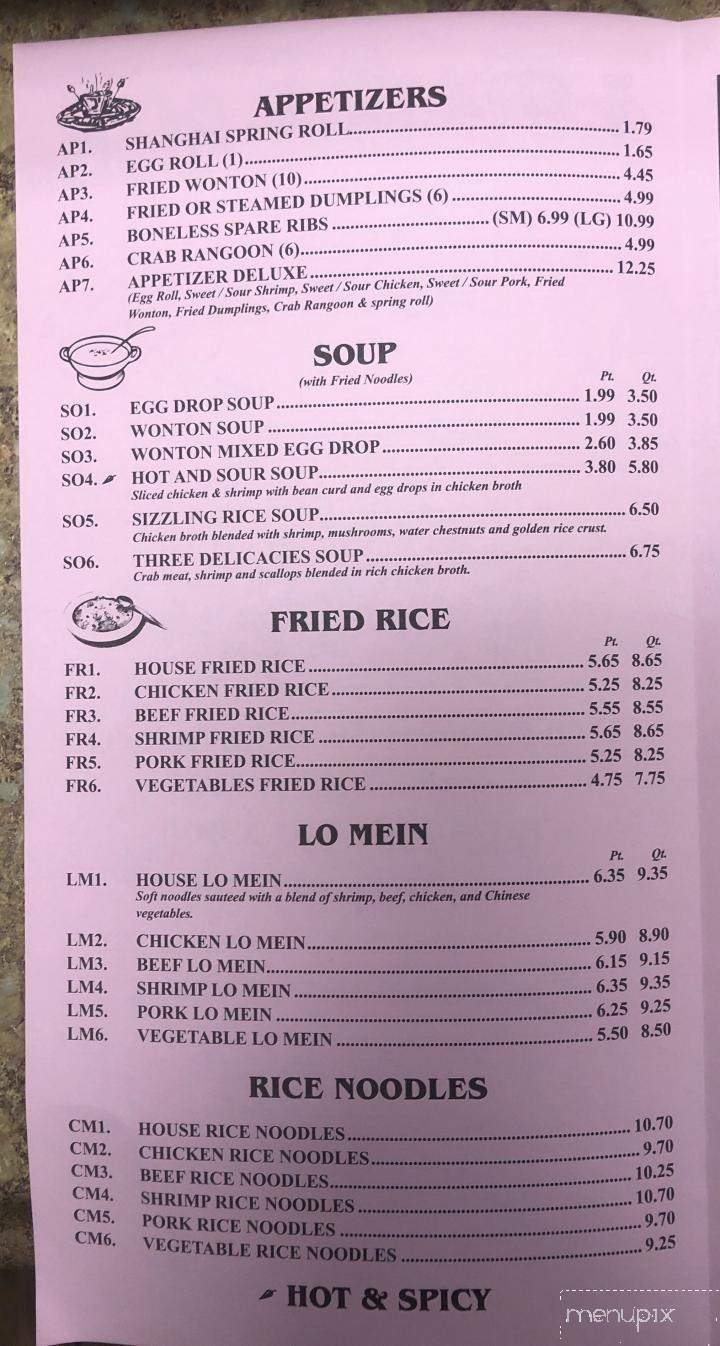 APPETIZERS
AP1. SHANGHAI SPRING ROLL........................................ 1.79
AP2. EGG ROLL (1)........................................ 1.65
AP3. FRIED WONTON (10)........................................ 4.45
AP4. FRIED OR STEAMED DUMPLINGS (6) ........................................ 4.99
AP5. BONELESS SPARE RIBS ........................................ (SM) 6.99 (LG) 10.99
AP6. CRAB RANGOON (6)........................................ 4.99
AP7. APPETIZER DELUXE ........................................ 12.25
(Egg Roll, Sweet / Sour Shrimp, Sweet / Sour Chicken, Sweet / Sour Pork, Fried
Wonton, Fried Dumplings, Crab Rangoon & spring roll)
SOUP
(with Fried Noodles)
Pt. Qt.
SO1. EGG DROP SOUP ........................................ 1.99 3.50
SO2. WONTON SOUP ........................................ 1.99 3.50
SO3. WONTON MIXED EGG DROP ........................................ 2.60 3.85
SO4. HOT AND SOUR SOUP........................................ 3.80 5.80
Sliced chicken & shrimp with bean curd and egg drops in chicken broth
SO5. SIZZLING RICE SOUP........................................ 6.50
Chicken broth blended with shrimp, mushrooms, water chestnuts and golden rice crust.
SO6. THREE DELICACIES SOUP ........................................ 6.75
Crab meat, shrimp and scallops blended in rich chicken broth.
FRIED RICE
Pt. Qt.
FR1. HOUSE FRIED RICE ........................................ 5.65 8.65
FR2. CHICKEN FRIED RICE ........................................ 5.25 8.25
FR3. BEEF FRIED RICE........................................ 5.55 8.55
FR4. SHRIMP FRIED RICE ........................................ 5.65 8.65
FR5. PORK FRIED RICE........................................ 5.25 8.25
FR6. VEGETABLES FRIED RICE ........................................ 4.75 7.75
LO MEIN
Pt. Qt.
LM1. HOUSE LO MEIN ........................................ 6.35 9.35
Soft noodles sauteed with a blend of shrimp, beef, chicken, and Chinese
vegetables.
LM2. CHICKEN LO MEIN........................................ 5.90 8.90
LM3. BEEF LO MEIN........................................ 6.15 9.15
LM4. SHRIMP LO MEIN ........................................ 6.35 9.35
LM5. PORK LO MEIN ........................................ 6.25 9.25
LM6. VEGETABLE LO MEIN ........................................ 5.50 8.50
RICE NOODLES
CM1. HOUSE RICE NOODLES ........................................ 10.70
CM2. CHICKEN RICE NOODLES ........................................ 9.70
CM3. BEEF RICE NOODLES........................................ 10.25
CM4. SHRIMP RICE NOODLES ........................................ 10.70
CM5. PORK RICE NOODLES ........................................ 9.70
CM6. VEGETABLE RICE NOODLES ........................................ 9.25
HOT & SPICY
menupix